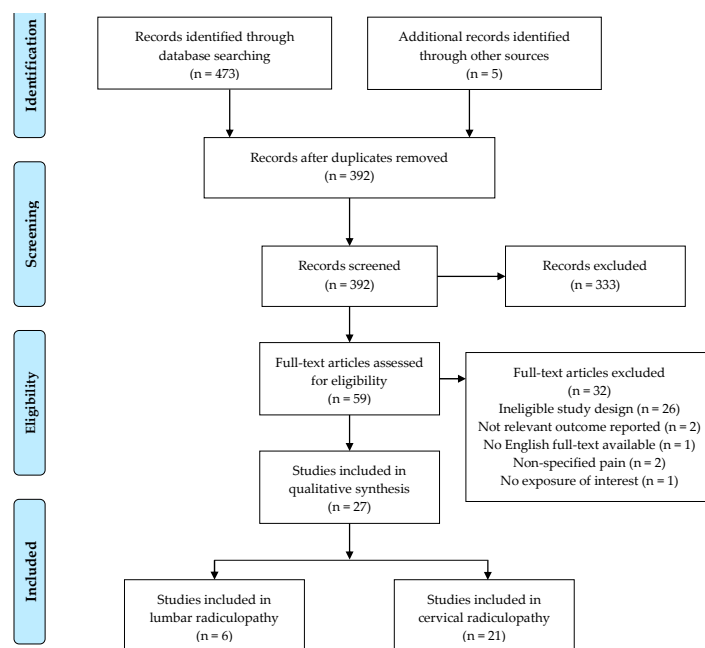 Identification
Records identified through
database searching
(n = 473)
Additional records identified
through other sources
(n = 5)
Records after duplicates removed
(n = 392)
Screening
Records screened
(n = 392)
Records excluded
(n = 333)
Eligibility
Full-text articles assessed
for eligibility
(n = 59)
Full-text articles excluded
(n = 32)
Ineligible study design (n = 26)
Not relevant outcome reported (n = 2)
No English full-text available (n = 1)
Non-specified pain (n = 2)
No exposure of interest (n = 1)
Studies included in
qualitative synthesis
(n = 27)
Included
Studies included in
lumbar radiculopathy
(n = 6)
Studies included in
cervical radiculopathy
(n = 21)